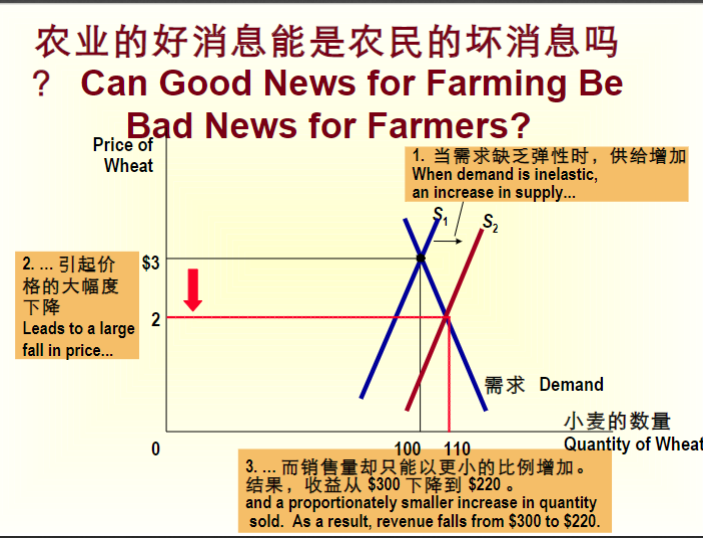 农业的好消息能是农民的坏消息吗
？ Can Good News for Farming Be
Bad News for Farmers?
Price of
Wheat
1. 当需求缺乏弹性时，供给增加
When demand is inelastic,
an increase in supply...
S1
S2
2. ... 引起价
格的大幅度
下降
Leads to a large
fall in price...
$3
2
需求 Demand
小麦的数量
Quantity of Wheat
0
100
110
3. ... 而销售量却只能以更小的比例增加。
结果，收益从 $300 下降到 $220 。
and a proportionately smaller increase in quantity
sold. As a result, revenue falls from $300 to $220.